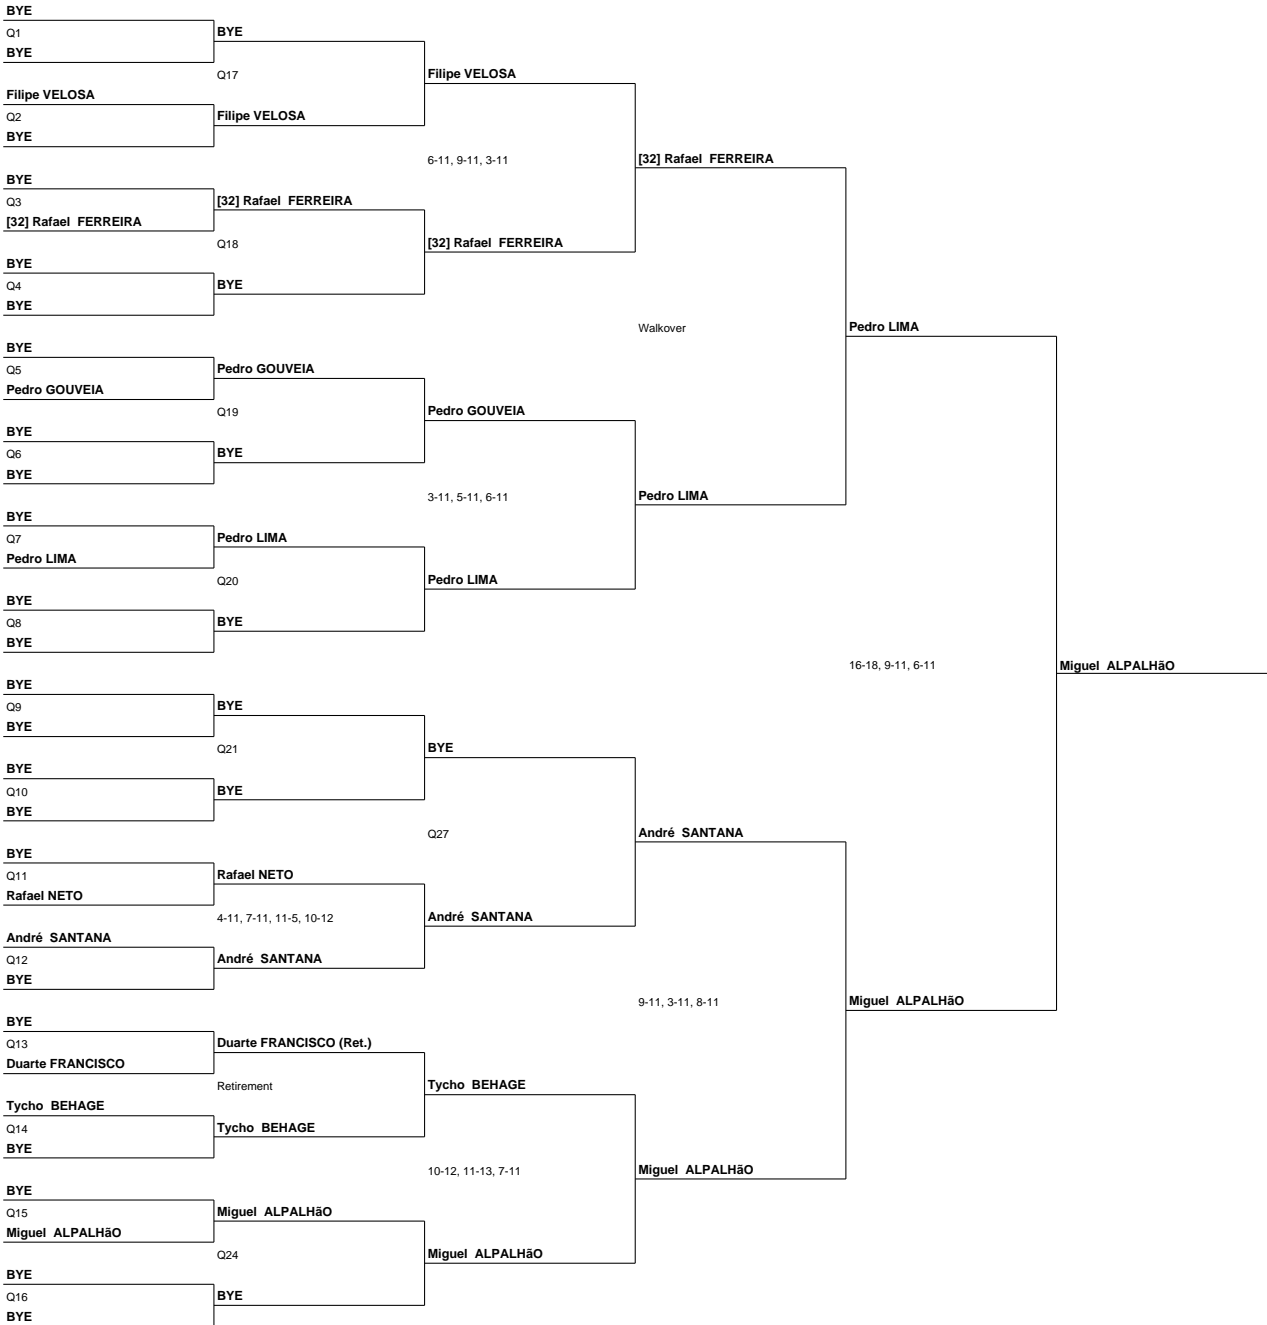 BYE
Q1
BYE
BYE
Q17
Filipe VELOSA
Filipe VELOSA
Q2
Filipe VELOSA
BYE
6-11, 9-11, 3-11
[32] Rafael  FERREIRA
BYE
Q3
[32] Rafael  FERREIRA
[32] Rafael  FERREIRA
Q18
[32] Rafael  FERREIRA
BYE
Q4
BYE
BYE
Walkover
Pedro LIMA
BYE
Q5
Pedro GOUVEIA
Pedro GOUVEIA
Q19
Pedro GOUVEIA
BYE
Q6
BYE
BYE
3-11, 5-11, 6-11
Pedro LIMA
BYE
Q7
Pedro LIMA
Pedro LIMA
Q20
Pedro LIMA
BYE
Q8
BYE
BYE
16-18, 9-11, 6-11
Miguel  ALPALHãO
BYE
Q9
BYE
BYE
Q21
BYE
BYE
Q10
BYE
BYE
Q27
André  SANTANA
BYE
Q11
Rafael NETO
Rafael NETO
4-11, 7-11, 11-5, 10-12
André  SANTANA
André  SANTANA
Q12
André  SANTANA
BYE
9-11, 3-11, 8-11
Miguel  ALPALHãO
BYE
Q13
Duarte FRANCISCO (Ret.)
Duarte FRANCISCO
Retirement
Tycho  BEHAGE
Tycho  BEHAGE
Q14
Tycho  BEHAGE
BYE
10-12, 11-13, 7-11
Miguel  ALPALHãO
BYE
Q15
Miguel  ALPALHãO
Miguel  ALPALHãO
Q24
Miguel  ALPALHãO
BYE
Q16
BYE
BYE